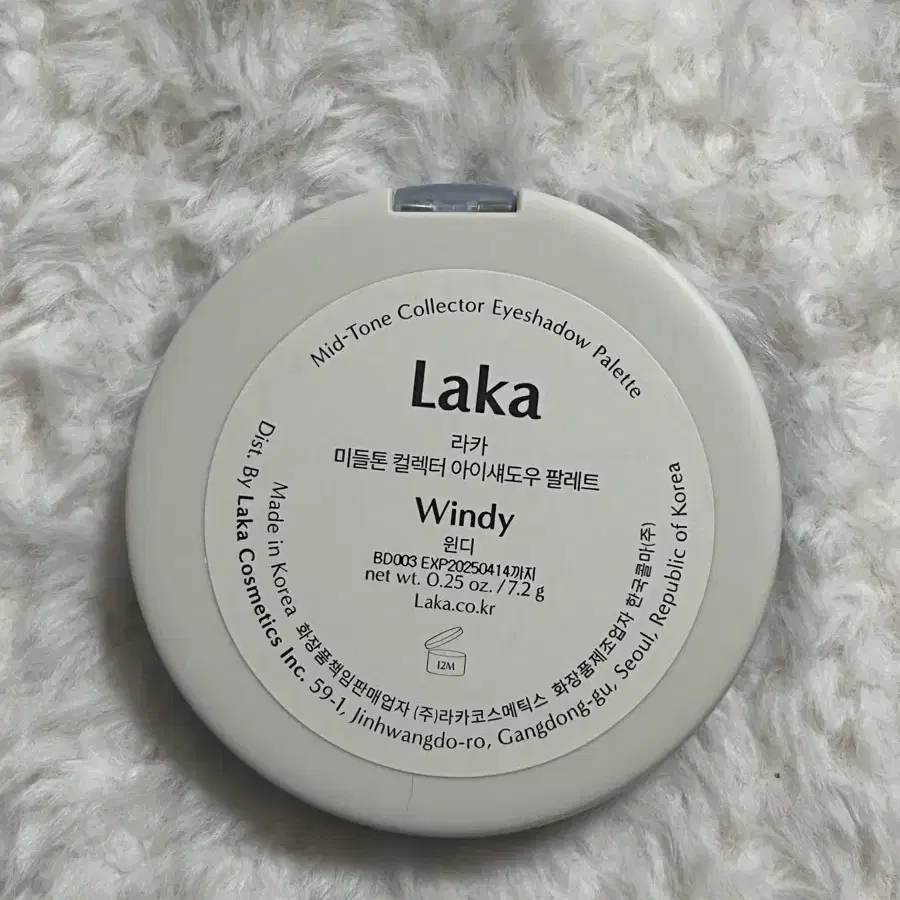 Mid-Tone Collector Eyeshadow Palette
Laka
라카
미들톤 컬렉터 아이섀도우 팔레트
Windy
윈디
BD003 EXP20250414까지
net wt. 0.25 oz. / 7.2 g
Laka.co.kr
12M
Made in Korea 화장품책임판매업자 (주)라카코스메틱스 화장품제조업자 한국콜마(주)
Dist. By Laka Cosmetics Inc. 59-1, Jinhwangdo-ro, Gangdong-gu, Seoul, Republic of Korea